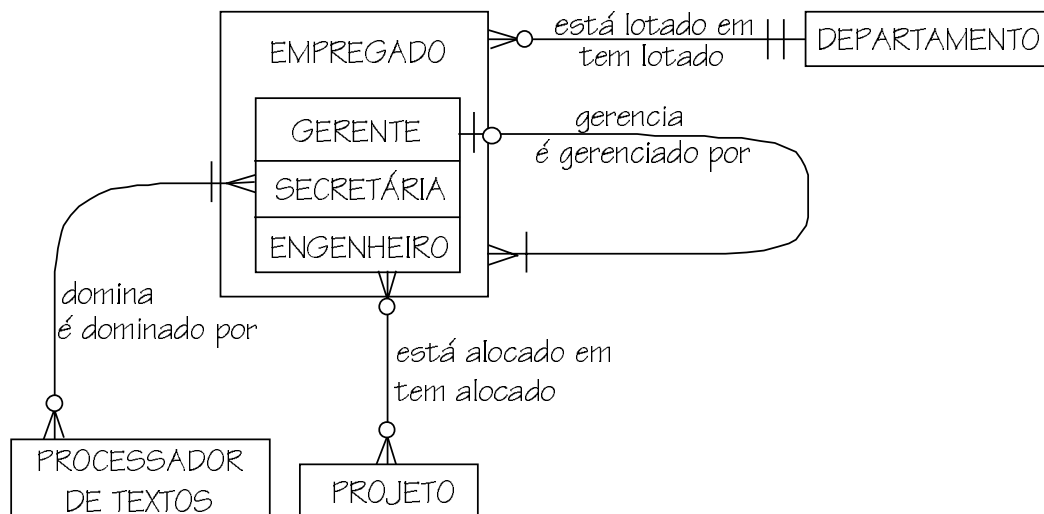 EMPREGADO
está lotado em
tem lotado
DEPARTAMENTO
GERENTE
gerencia
é gerenciado por
SECRETÁRIA
ENGENHEIRO
domina
é dominado por
está alocado em
tem alocado
PROCESSADOR
DE TEXTOS
PROJETO